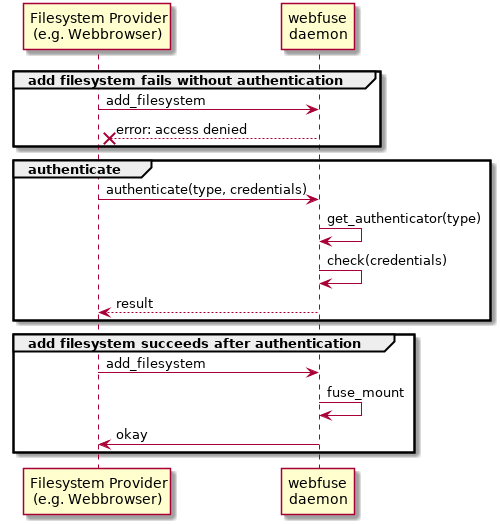 Filesystem Provider
(e.g. Webbrowser)
webfuse
daemon
add filesystem fails without authentication
add_filesystem
error: access denied
authenticate
authenticate(type, credentials)
get_authenticator(type)
check(credentials)
result
add filesystem succeeds after authentication
add_filesystem
fuse_mount
okay
Filesystem Provider
(e.g. Webbrowser)
webfuse
daemon